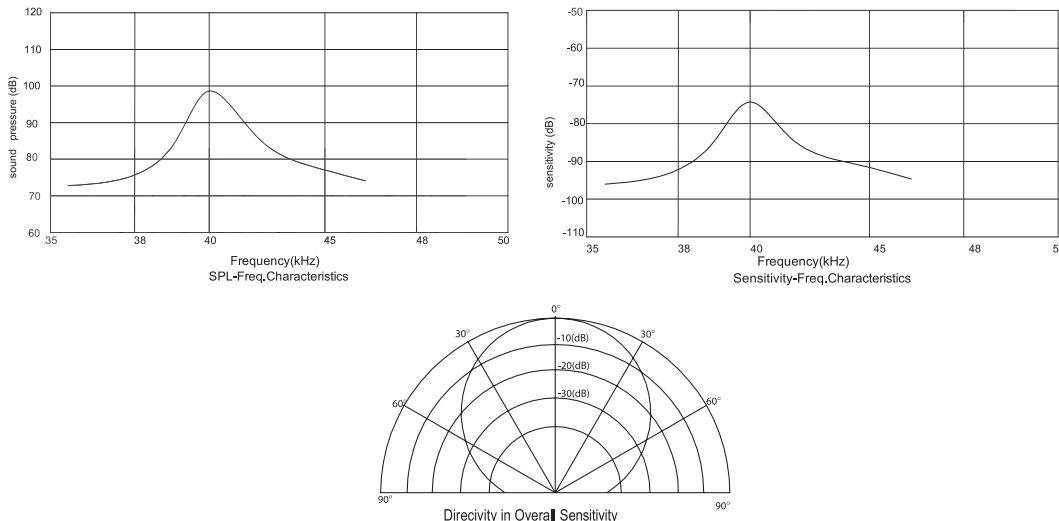 120
110
100
90
80
70
60
sound pressure (dB)
35 38 40 45 48 50
Frequency(kHz)
SPL-Freq.Characteristics
-50
-60
-70
-80
-90
-100
-110
sensitivity (dB)
35 38 40 45 48 5
Frequency(kHz)
Sensitivity-Freq.Characteristics
0°
30° 30°
-10(dB)
-20(dB)
-30(dB)
60° 60°
90° 90°
Direcivity in Overall Sensitivity